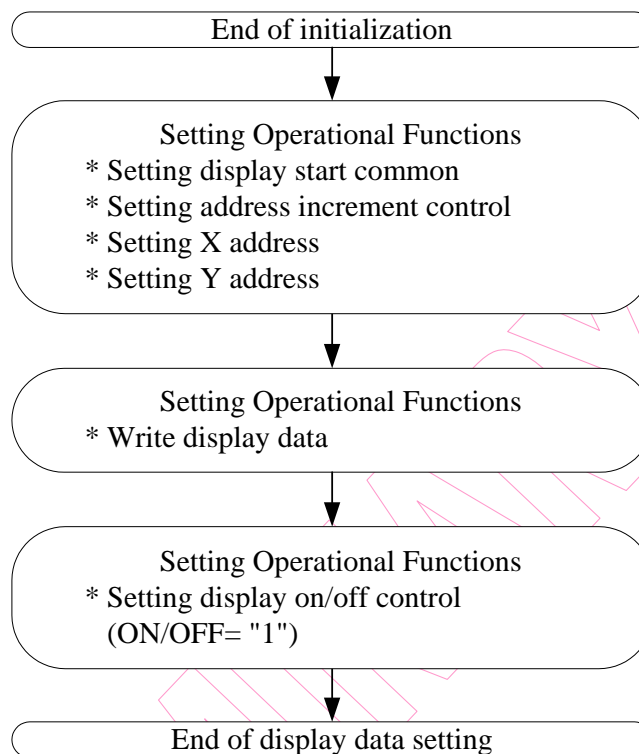 End of initialization
Setting Operational Functions
* Setting display start common
* Setting address increment control
* Setting X address
* Setting Y address
Setting Operational Functions
* Write display data
Setting Operational Functions
* Setting display on/off control
(ON/OFF= "1")
End of display data setting